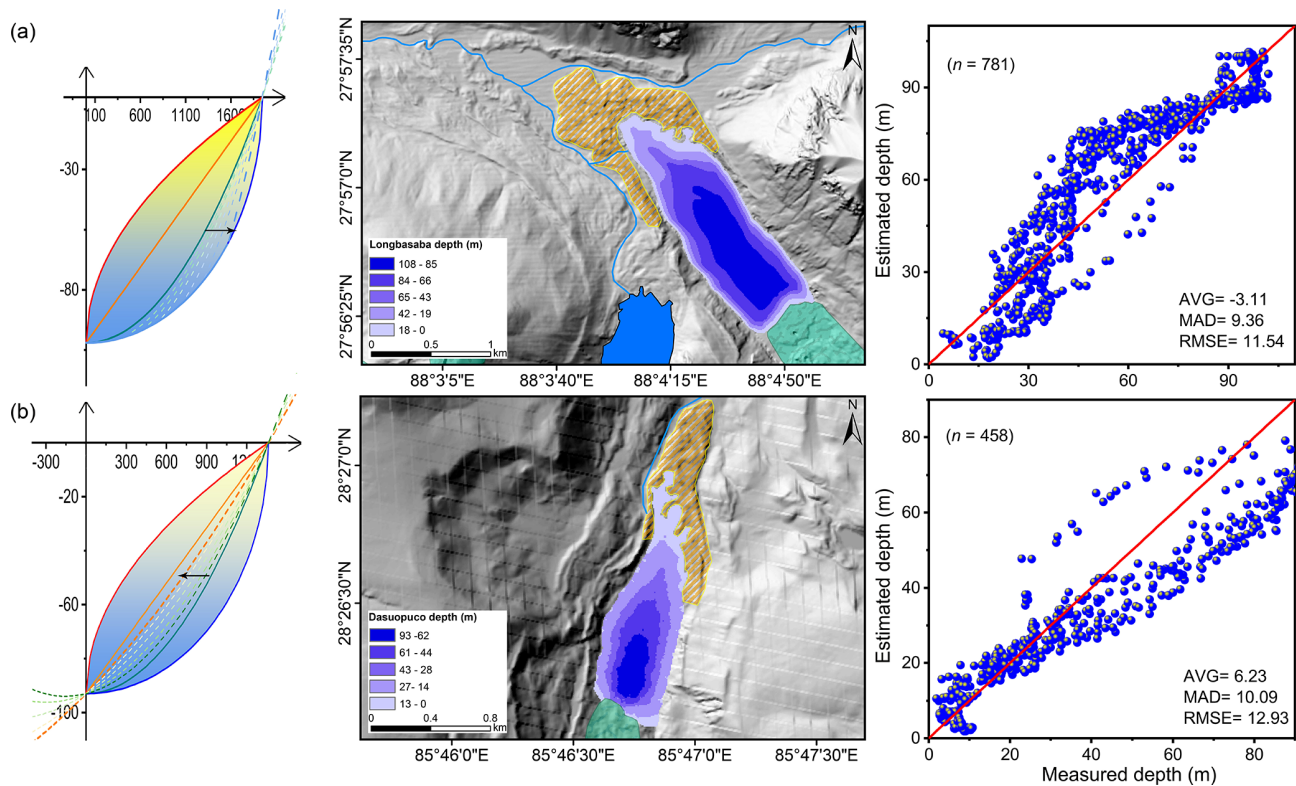 (a)
100 600 1100 1600
-30
-80
27°57'35"N
27°57'0"N
27°56'25"N
N
Longbasaba depth (m)
108 - 85
84 - 66
65 - 43
42 - 19
18 - 0
0 0.5 1
km
88°3'5"E 88°3'40"E 88°4'15"E 88°4'50"E
Estimated depth (m)
90
60
30
0
0 30 60 90
(n = 781)
AVG= -3.11
MAD= 9.36
RMSE= 11.54
(b)
-300 300 600 900
-20
-60
-100
28°27'0"N
28°26'30"N
N
Dasuopuco depth (m)
93 -62
61 - 44
43 - 28
27- 14
13 - 0
0 0.4 0.8
km
85°46'0"E 85°46'30"E 85°47'0"E 85°47'30"E
Estimated depth (m)
80
60
40
20
0
0 20 40 60 80
(n = 458)
AVG= 6.23
MAD= 10.09
RMSE= 12.93
Measured depth (m)